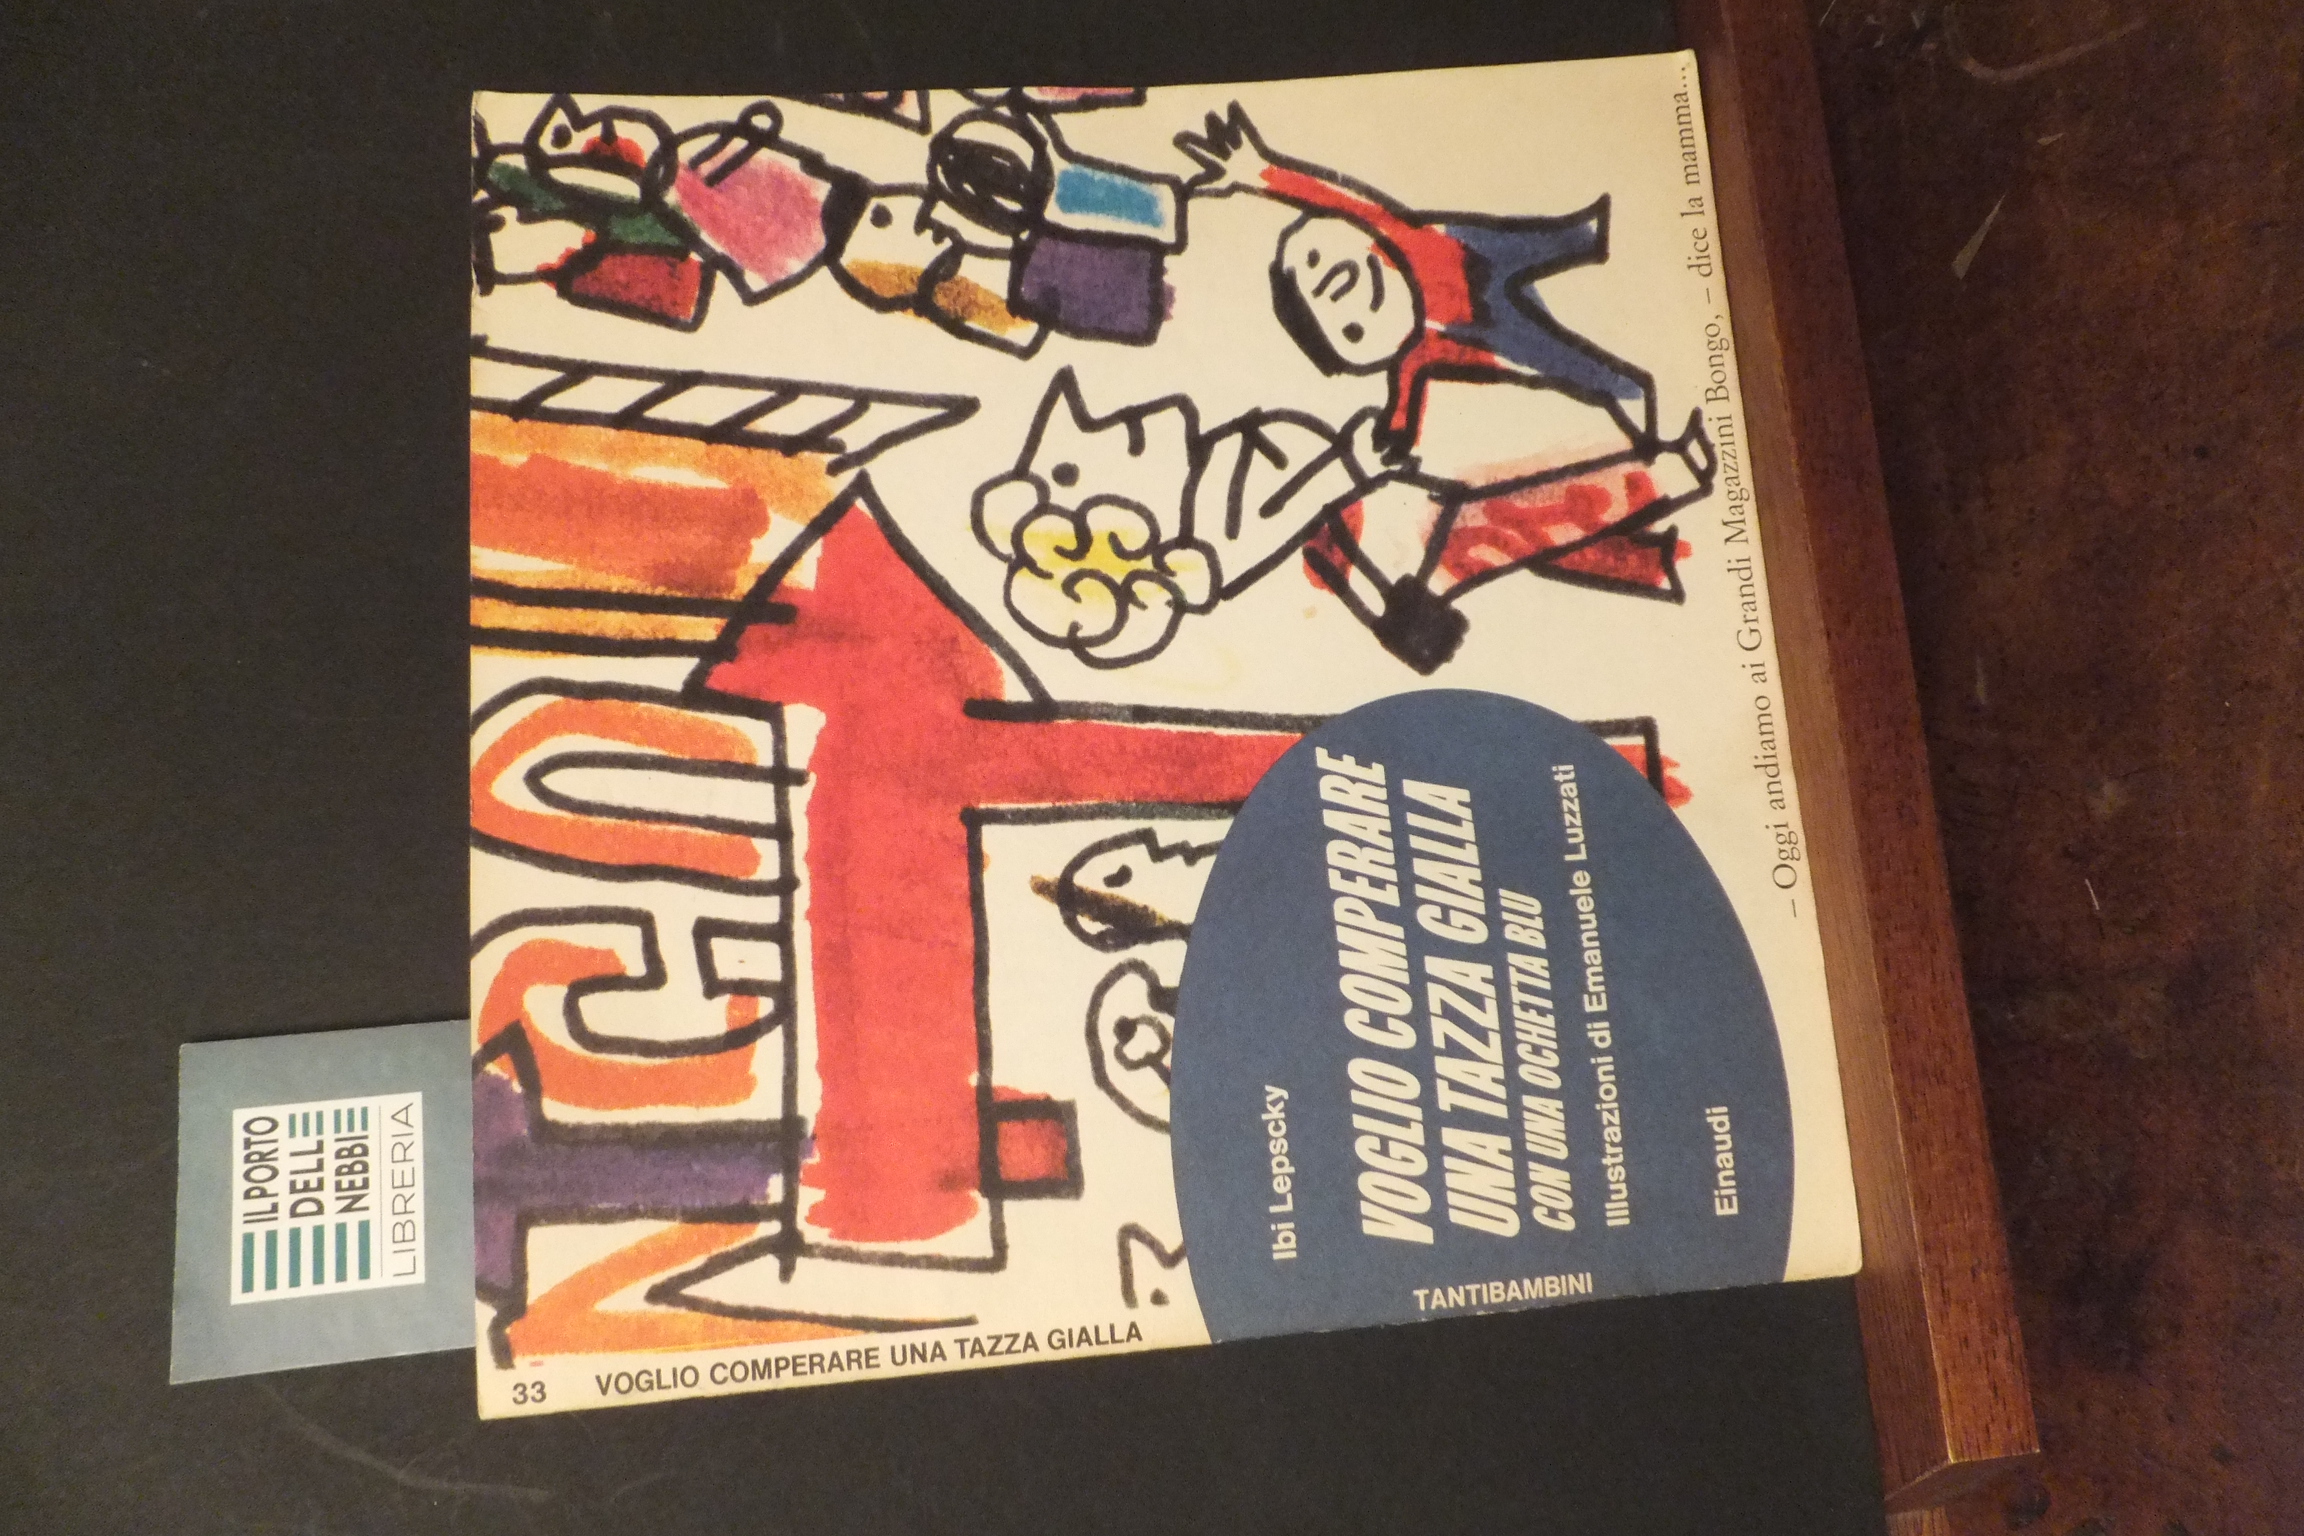 IL PORTO
DELLE
NEBBIE
LIBRERIA
33
VOGLIO COMPERARE UNA TAZZA GIALLA
Ibi Lepscky
VOGLIO COMPERARE
UNA TAZZA GIALLA
CON UNA OCHETTA BLU
Illustrazioni di Emanuele Luzzati
Einaudi
TANTIBAMBINI
– Oggi andiamo ai Grandi Magazzini Bongo, – dice la mamma...